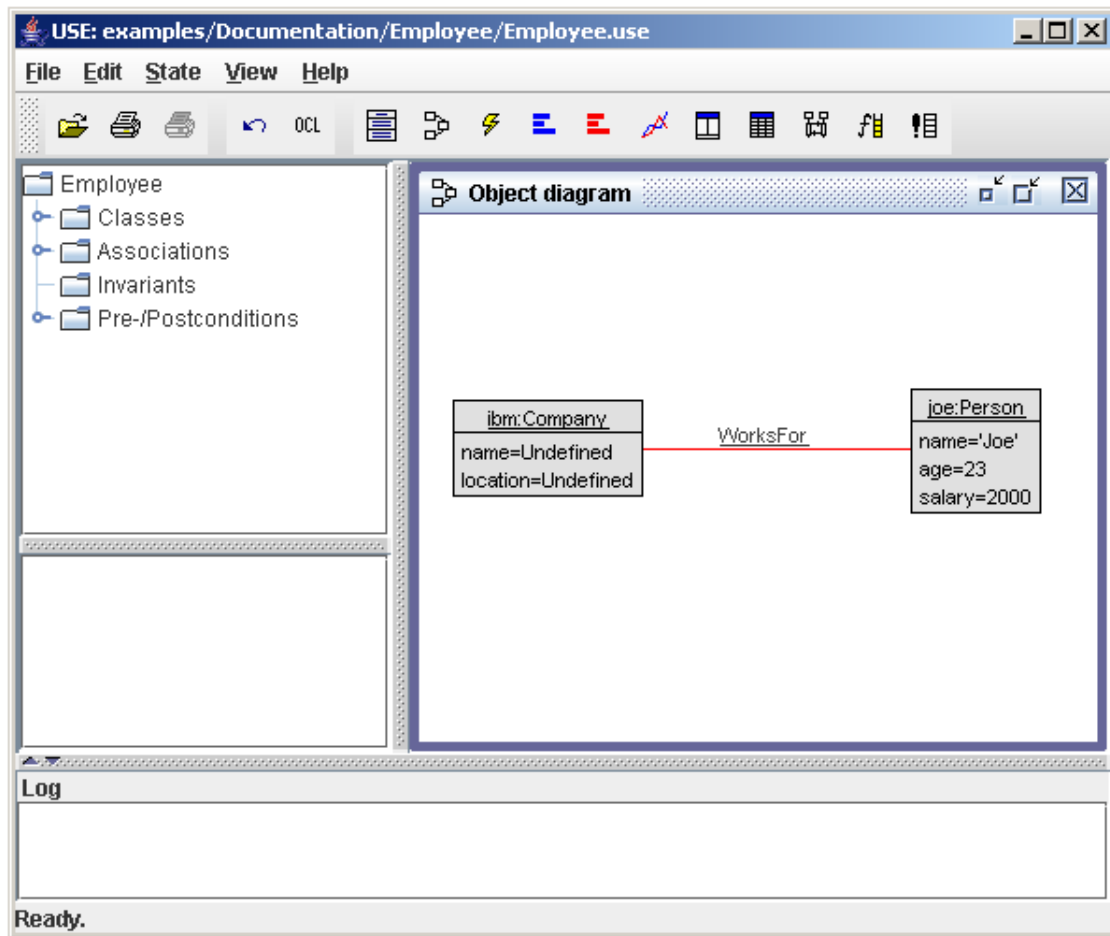 USE: examples/Documentation/Employee/Employee.use
File Edit State View Help
OCL
Employee
Classes
Associations
Invariants
Pre-/Postconditions
Object diagram
ibm:Company
name=Undefined
location=Undefined
WorksFor
joe:Person
name='Joe'
age=23
salary=2000
Log
Ready.